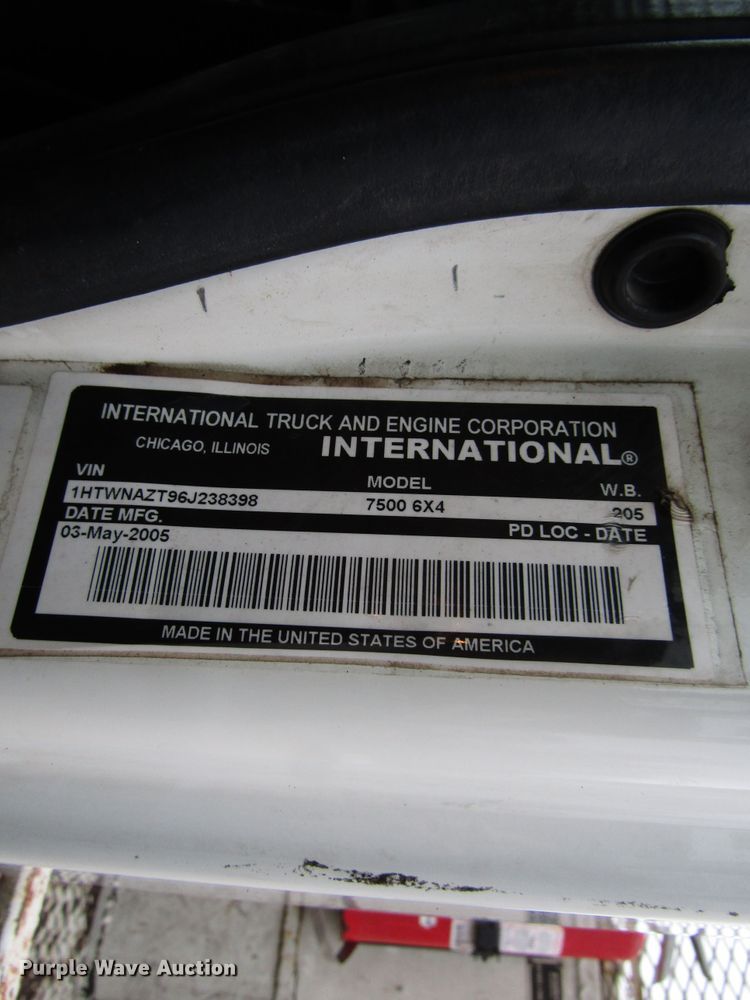 INTERNATIONAL TRUCK AND ENGINE CORPORATION
CHICAGO, ILLINOIS INTERNATIONAL®
VIN MODEL W.B.
1HTWNAZT96J238398 7500 6X4 205
DATE MFG. PD LOC - DATE
03-May-2005
MADE IN THE UNITED STATES OF AMERICA
Purple Wave Auction